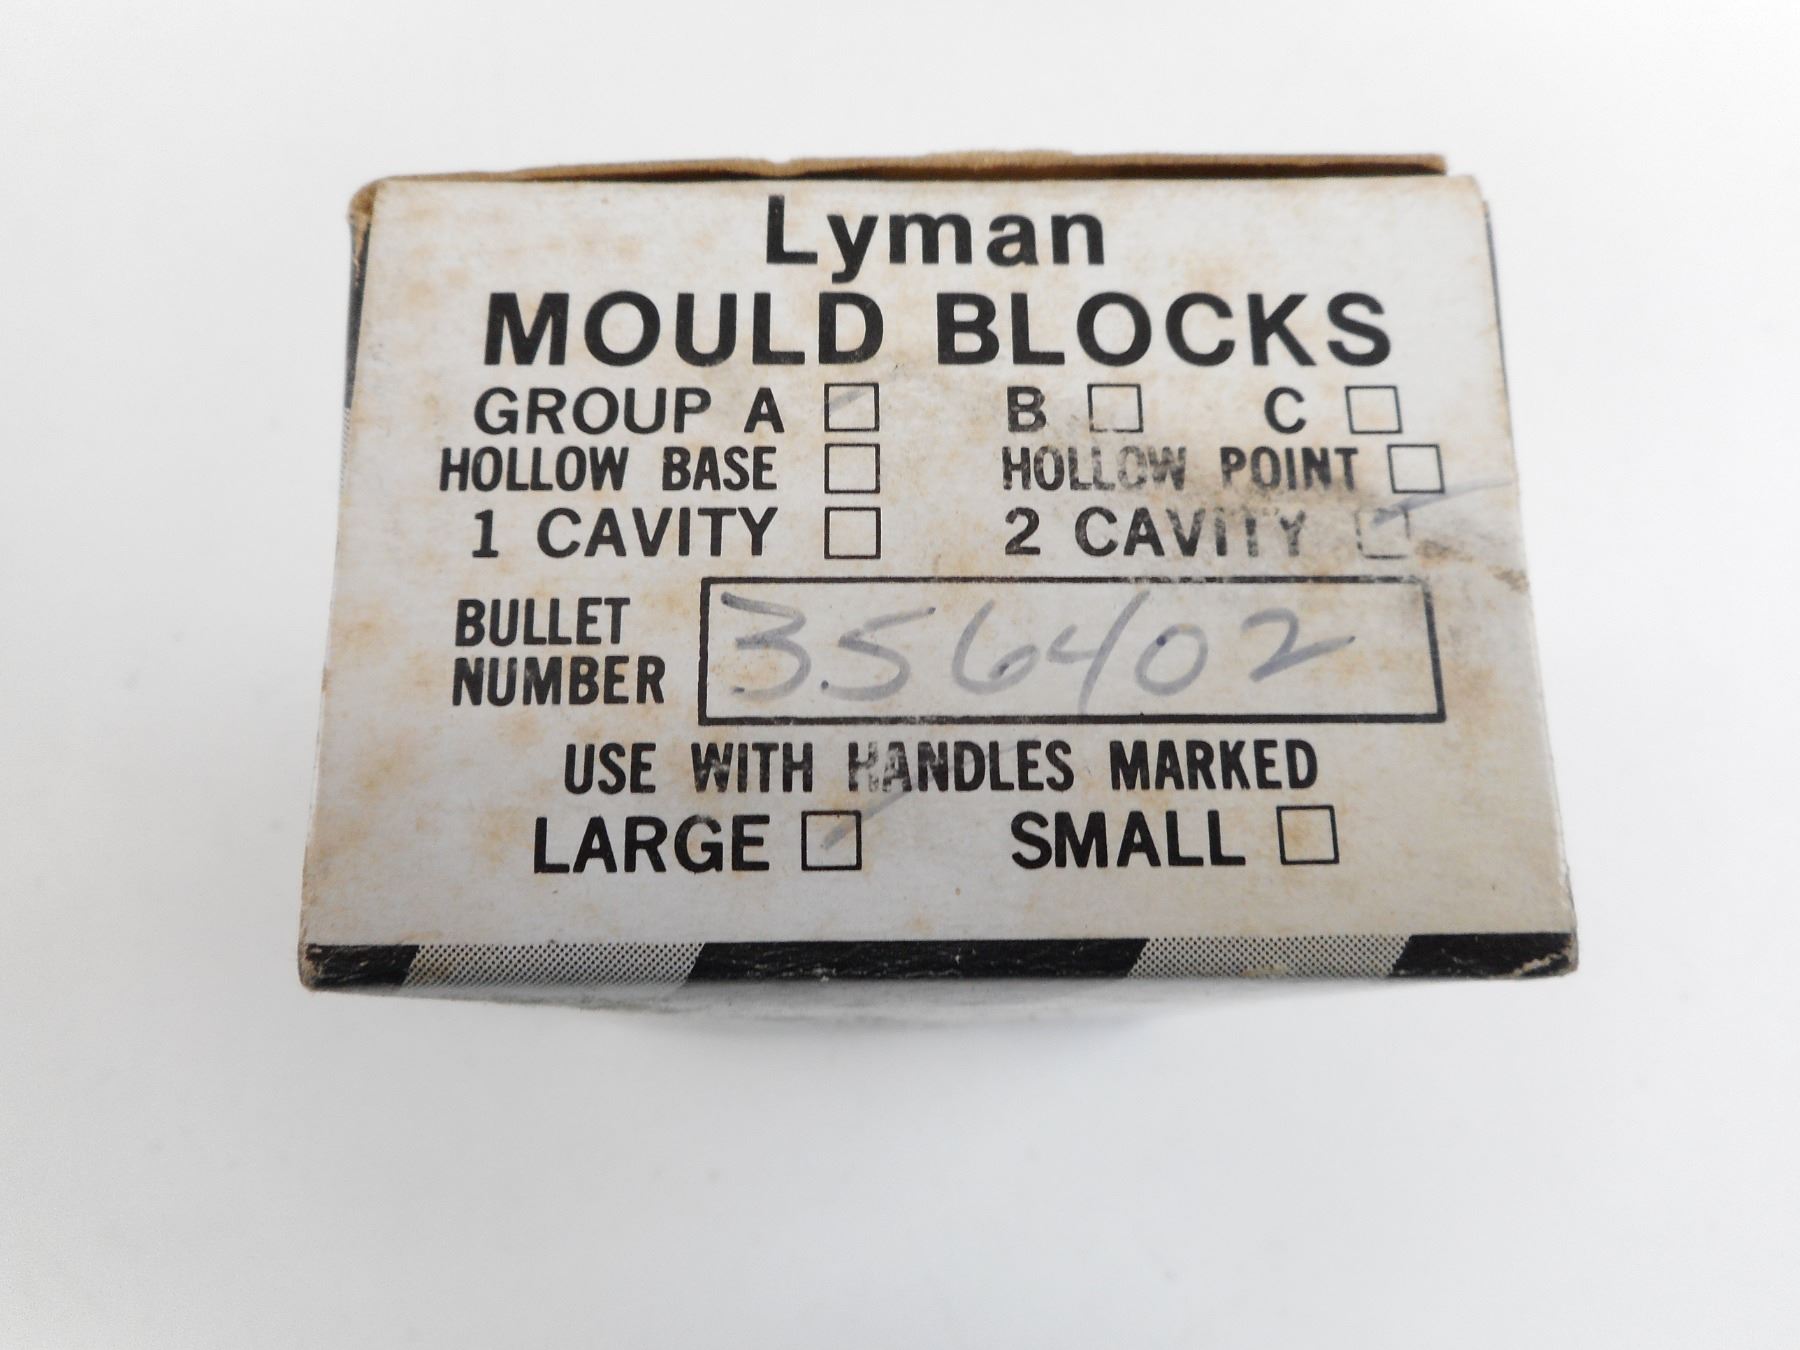 Lyman
MOULD BLOCKS
GROUP A B C
HOLLOW BASE HOLLOW POINT
1 CAVITY 2 CAVITY
BULLET NUMBER 356402
USE WITH HANDLES MARKED
LARGE SMALL